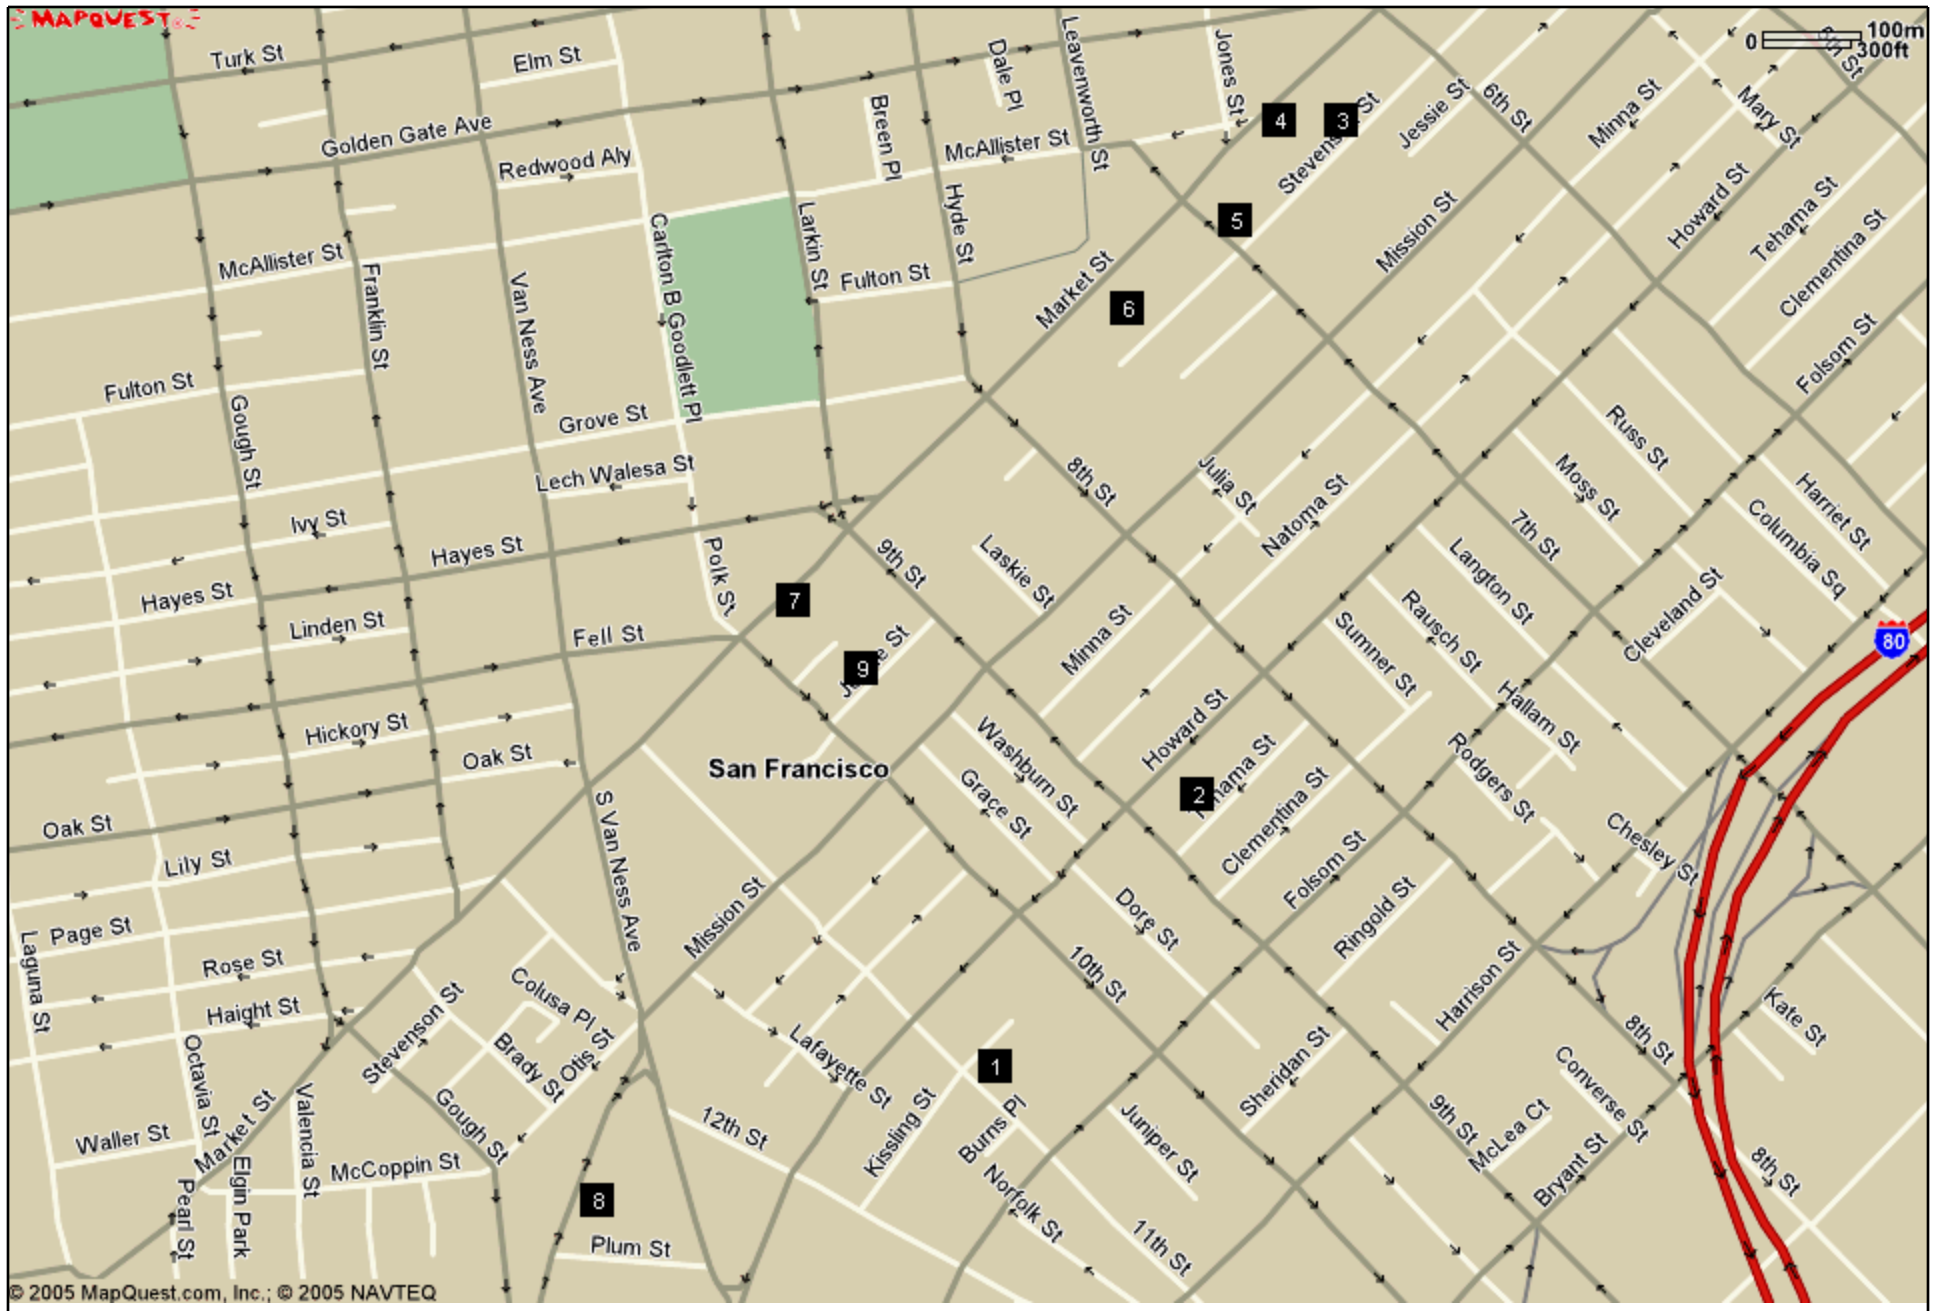 MAPQUEST
100m
0
300ft
Turk St
Elm St
Dale Pl
Leavenworth St
Jones St
4
3
Jessie St
6th St
Minna St
Mary St
Golden Gate Ave
Redwood Aly
Breen Pl
McAllister St
Howard St
Tehama St
Clementina St
McAllister St
Franklin St
Van Ness Ave
Carlton B Goodlett Pl
Larkin St
Hyde St
Fulton St
5
Market St
6
Mission St
Folsom St
Fulton St
Gough St
Grove St
Lech Walesa St
Ivy St
Hayes St
Hayes St
Linden St
Polk St
Fell St
7
9th St
8th St
Laskie St
Julia St
Natoma St
Minna St
Russ St
Moss St
Harriet St
Columbia Sq
7th St
Langton St
Rausch St
Sumner St
Cleveland St
80
9
Hickory St
Oak St
San Francisco
Washburn St
Grace St
Howard St
2
Clementina St
Hallam St
Rodgers St
Chesley St
Oak St
Lily St
S Van Ness Ave
Mission St
Dore St
Folsom St
Ringold St
Page St
Rose St
Haight St
Laguna St
Octavia St
Stevenson St
Colusa Pl
Brady St
Otis St
10th St
Harrison St
Kate St
Lafayette St
1
Kissling St
Burns Pl
Sheridan St
8th St
Converse St
Waller St
Market St
Valencia St
Gough St
McCoppin St
Pearl St
Elgin Park
12th St
Norfolk St
Juniper St
9th St
McLea Ct
Bryant St
8th St
8
Plum St
11th St
© 2005 MapQuest.com, Inc.; © 2005 NAVTEQ